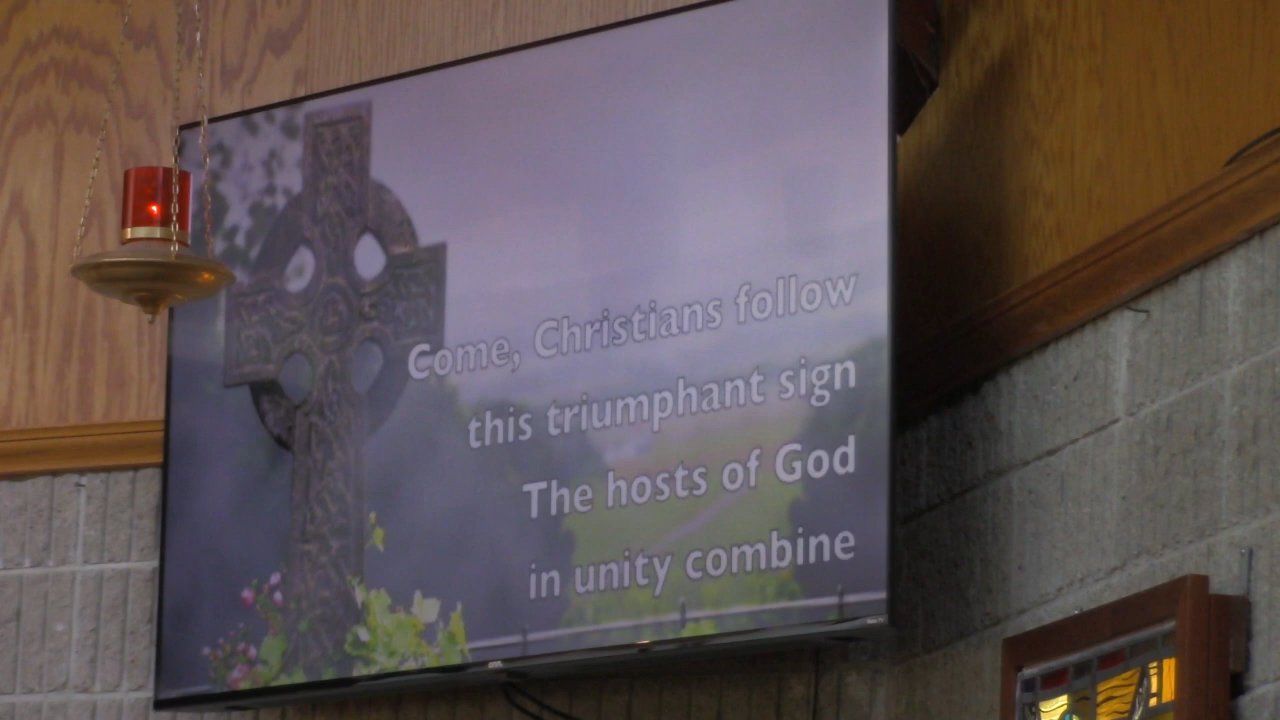 Come, Christians follow
this triumphant sign
The hosts of God
in unity combine